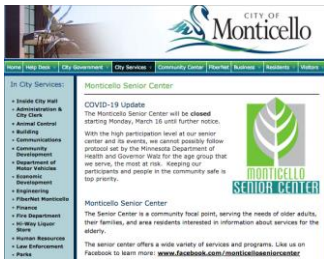 CITY OF
Monticello
Home Help Desk City Government City Services Community Center FiberNet Business Residents Visitors
In City Services:
Inside City Hall
Administration & City Clerk
Animal Control
Building
Communications
Community Development
Department of Motor Vehicles
Economic Development
Engineering
FiberNet Monticello
Finance
Fire Department
Hi-Way Liquor Store
Human Resources
Law Enforcement
Parks
Monticello Senior Center
COVID-19 Update
The Monticello Senior Center will be closed
starting Monday, March 16 until further notice.
With the high participation level at our senior
center and its events, we cannot possibly follow
protocol set by the Minnesota Department of
Health and Governor Walz for the age group that
we serve, the most at risk. Keeping our
participants and people in the community safe is
top priority.
MONTICELLO
SENIOR CENTER
Monticello Senior Center
The Senior Center is a community focal point, serving the needs of older adults,
their families, and area residents interested in information about services for the
elderly.
The senior center offers a wide variety of services and programs. Like us on
Facebook to learn more: www.facebook.com/monticelloseniorcenter